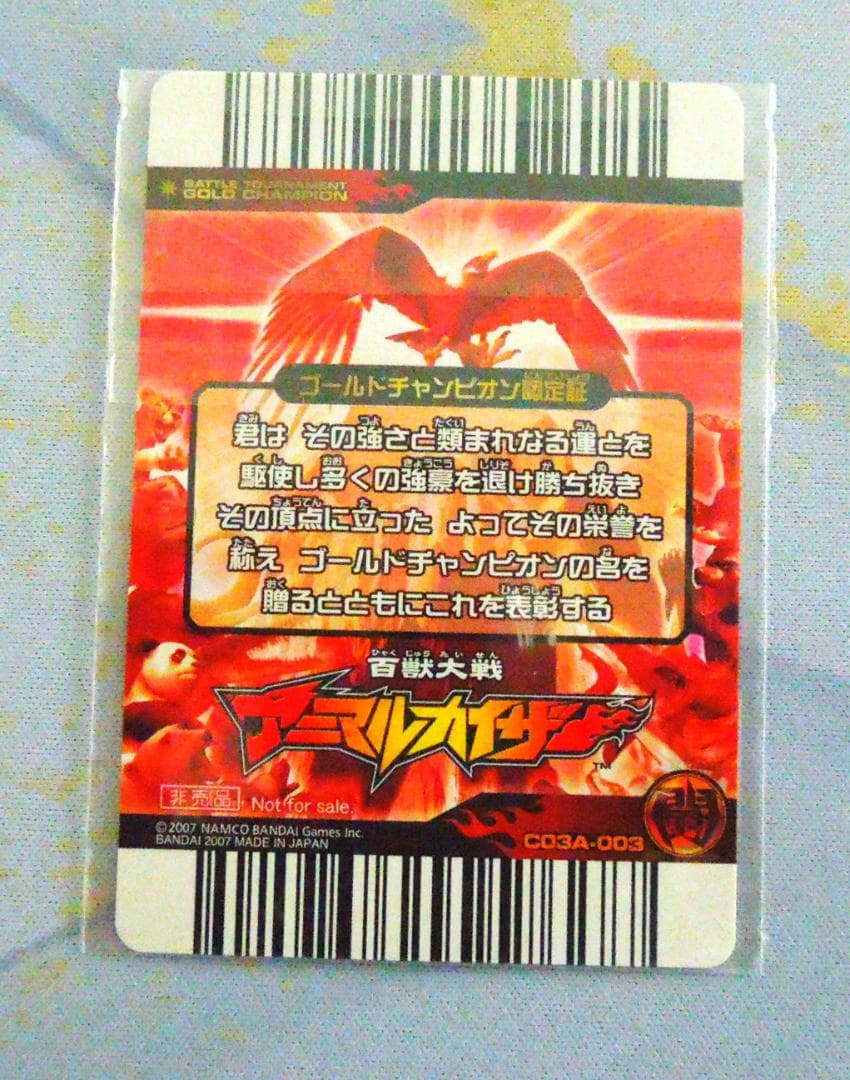 BATTLE TOURNAMENT
GOLD CHAMPION
ゴールドチャンピオン認定証
君は その強さと類まれなる運とを
駆使し多くの強豪を退け勝ち抜き
その頂点に立った よってその栄誉を
称え ゴールドチャンピオンの名を
贈るとともにこれを表彰する
百獣大戦
アニマルカイザー
TM
非売品 Not for sale.
©2007 NAMCO BANDAI Games Inc.
BANDAI 2007 MADE IN JAPAN
C03A-003
闘